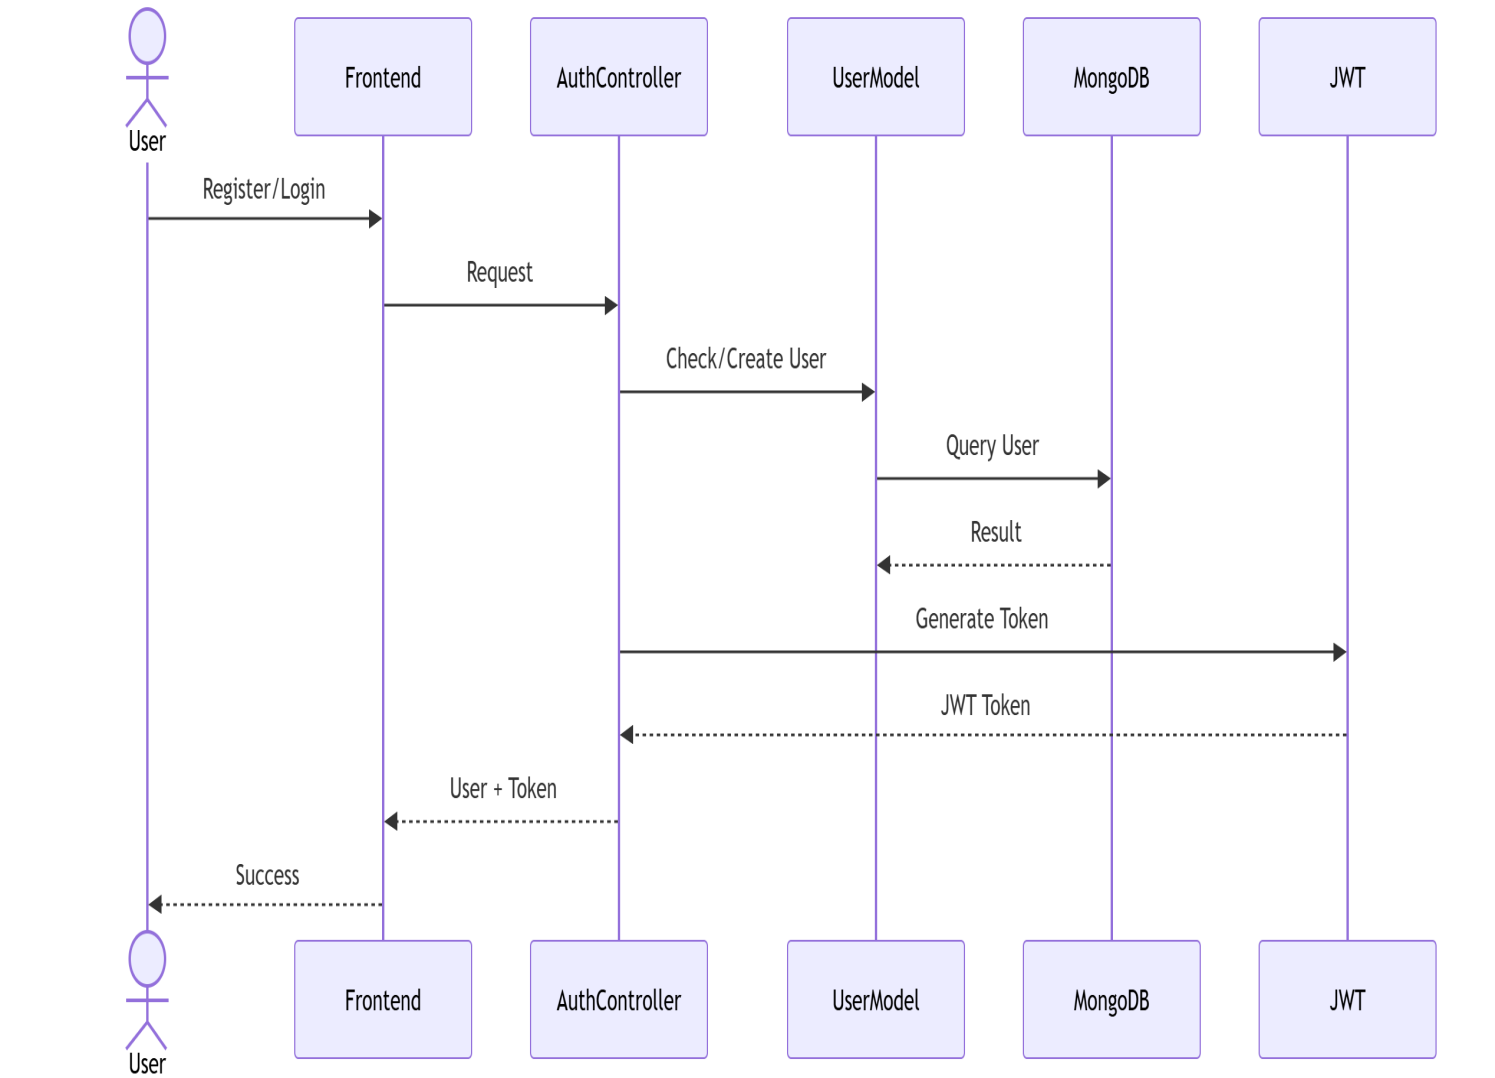 User
Frontend
AuthController
UserModel
MongoDB
JWT
Register/Login
Request
Check/Create User
Query User
Result
Generate Token
JWT Token
User + Token
Success
User
Frontend
AuthController
UserModel
MongoDB
JWT